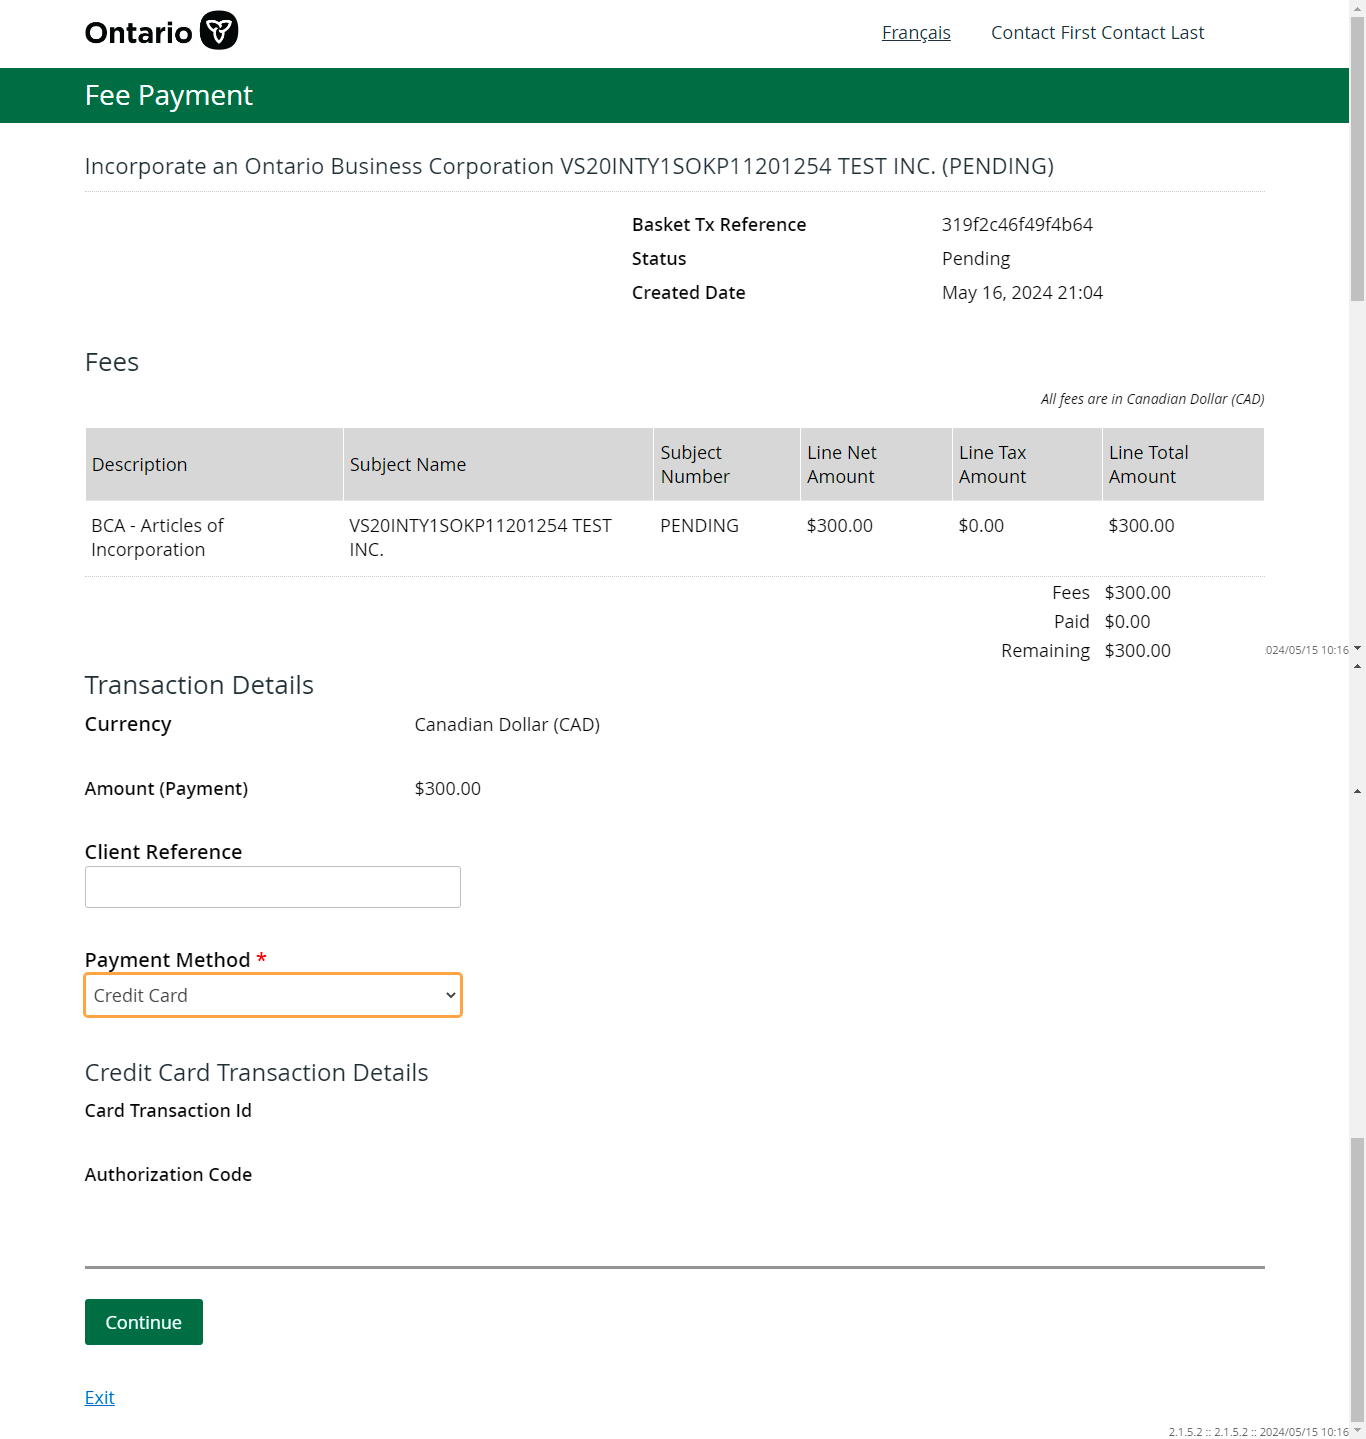 Ontario
Français Contact First Contact Last
Fee Payment
Incorporate an Ontario Business Corporation VS20INTY1SOKP11201254 TEST INC. (PENDING)
Basket Tx Reference 319f2c46f49f4b64
Status Pending
Created Date May 16, 2024 21:04
Fees
All fees are in Canadian Dollar (CAD)
Description Subject Name Subject Number Line Net Amount Line Tax Amount Line Total Amount
BCA - Articles of Incorporation VS20INTY1SOKP11201254 TEST INC. PENDING $300.00 $0.00 $300.00
Fees $300.00
Paid $0.00
Remaining $300.00
024/05/15 10:16
Transaction Details
Currency Canadian Dollar (CAD)
Amount (Payment) $300.00
Client Reference
Payment Method *
Credit Card
Credit Card Transaction Details
Card Transaction Id
Authorization Code
Continue
Exit
2.1.5.2 :: 2.1.5.2 :: 2024/05/15 10:16